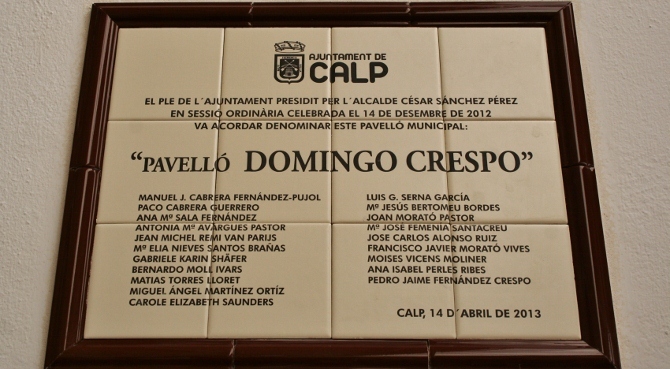 AJUNTAMENT DE
CALP
EL PLE DE L´AJUNTAMENT PRESIDIT PER L´ALCALDE CÉSAR SÁNCHEZ PÉREZ
EN SESSIÓ ORDINÀRIA CELEBRADA EL 14 DE DESEMBRE DE 2012
VA ACORDAR DENOMINAR ESTE PAVELLÓ MUNICIPAL:
“PAVELLÓ DOMINGO CRESPO”
MANUEL J. CABRERA FERNÁNDEZ-PUJOL
PACO CABRERA GUERRERO
ANA Mª SALA FERNÁNDEZ
ANTONIA Mª AVARGUES PASTOR
JEAN MICHEL REMI VAN PARIJS
Mª ELIA NIEVES SANTOS BRAÑAS
GABRIELE KARIN SHÄFER
BERNARDO MOLL IVARS
MATIAS TORRES LLORET
MIGUEL ÁNGEL MARTÍNEZ ORTÍZ
CAROLE ELIZABETH SAUNDERS
LUIS G. SERNA GARCÍA
Mª JESÚS BERTOMEU BORDES
JOAN MORATÓ PASTOR
Mª JOSE FEMENIA SANTACREU
JOSE CARLOS ALONSO RUIZ
FRANCISCO JAVIER MORATÓ VIVES
MOISES VICENS MOLINER
ANA ISABEL PERLES RIBES
PEDRO JAIME FERNÁNDEZ CRESPO
CALP, 14 D´ABRIL DE 2013